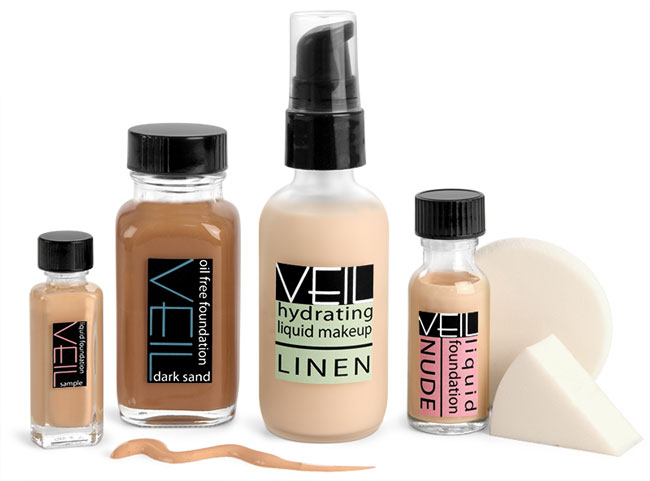 liquid foundation
VEIL
sample
oil free foundation
VEIL
dark sand
VEIL
hydrating
liquid makeup
LINEN
VEIL
liquid
foundation
NUDE